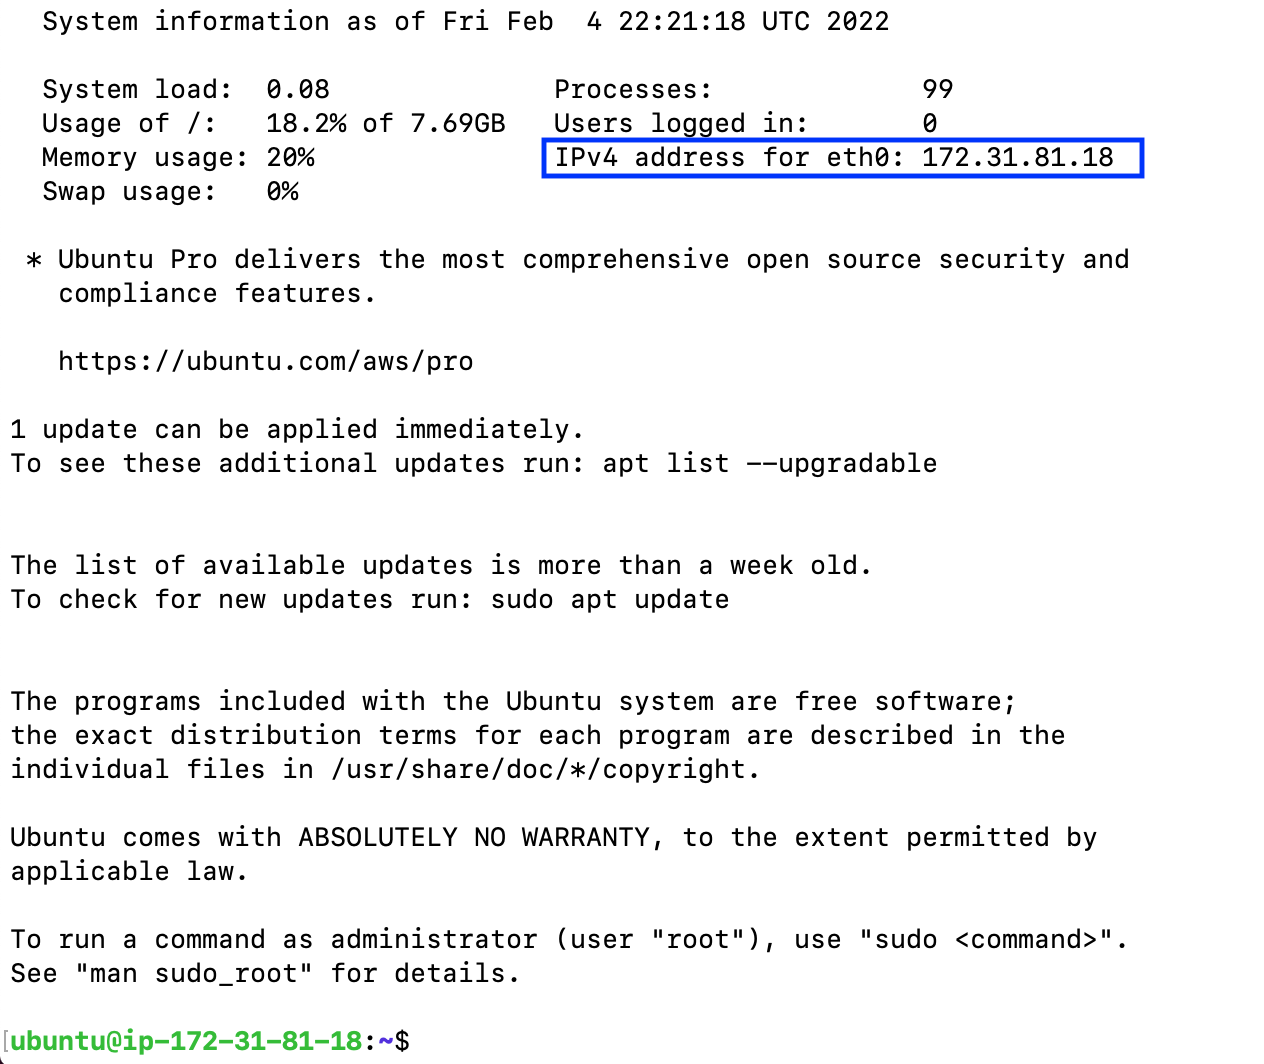 System information as of Fri Feb  4 22:21:18 UTC 2022
System load:  0.08              Processes:             99
Usage of /:   18.2% of 7.69GB   Users logged in:       0
Memory usage: 20%               IPv4 address for eth0: 172.31.81.18
Swap usage:   0%
* Ubuntu Pro delivers the most comprehensive open source security and
compliance features.
https://ubuntu.com/aws/pro
1 update can be applied immediately.
To see these additional updates run: apt list --upgradable
The list of available updates is more than a week old.
To check for new updates run: sudo apt update
The programs included with the Ubuntu system are free software;
the exact distribution terms for each program are described in the
individual files in /usr/share/doc/*/copyright.
Ubuntu comes with ABSOLUTELY NO WARRANTY, to the extent permitted by
applicable law.
To run a command as administrator (user "root"), use "sudo <command>".
See "man sudo_root" for details.
[ubuntu@ip-172-31-81-18:~$